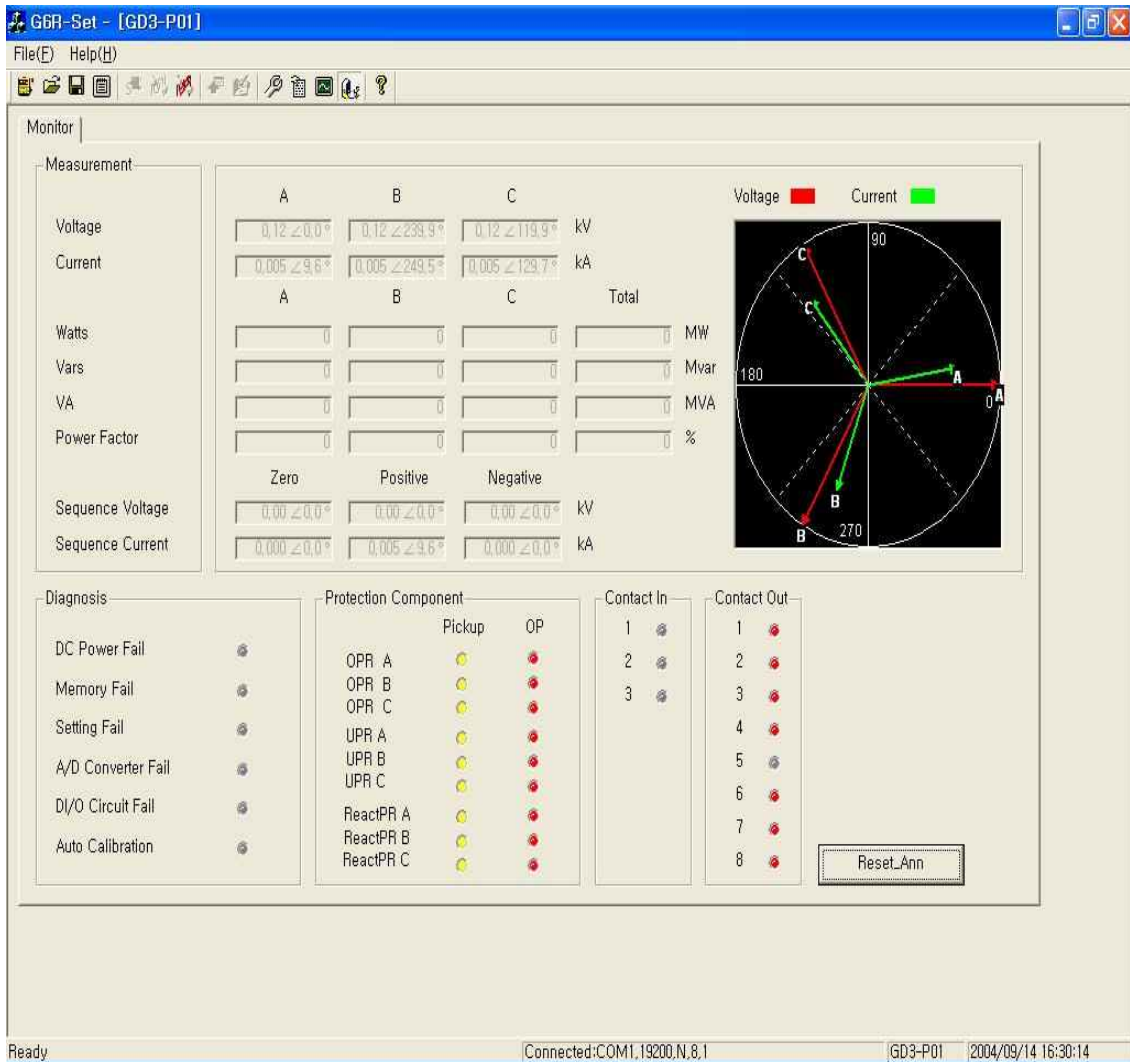 G6R-Set - [GD3-P01]
File(F) Help(H)
Monitor
Measurement
A B C
Voltage 0,12 ∠0,0° 0,12 ∠239,9° 0,12 ∠119,9° kV
Current 0,005 ∠9,6° 0,005 ∠249,5° 0,005 ∠129,7° kA
A B C Total
Watts 0 0 0 0 MW
Vars 0 0 0 0 Mvar
VA 0 0 0 0 MVA
Power Factor 0 0 0 0 %
Zero Positive Negative
Sequence Voltage 0,00 ∠0,0° 0,00 ∠0,0° 0,00 ∠0,0° kV
Sequence Current 0,000 ∠0,0° 0,005 ∠9,6° 0,000 ∠0,0° kA
Voltage Current
90
C
C
180
A
0 A
B
270
B
Diagnosis
DC Power Fail
Memory Fail
Setting Fail
A/D Converter Fail
DI/O Circuit Fail
Auto Calibration
Protection Component
Pickup OP
OPR A
OPR B
OPR C
UPR A
UPR B
UPR C
ReactPR A
ReactPR B
ReactPR C
Contact In
1
2
3
Contact Out
1
2
3
4
5
6
7
8
Reset_Ann
Ready Connected:COM1,19200,N,8,1 GD3-P01 2004/09/14 16:30:14